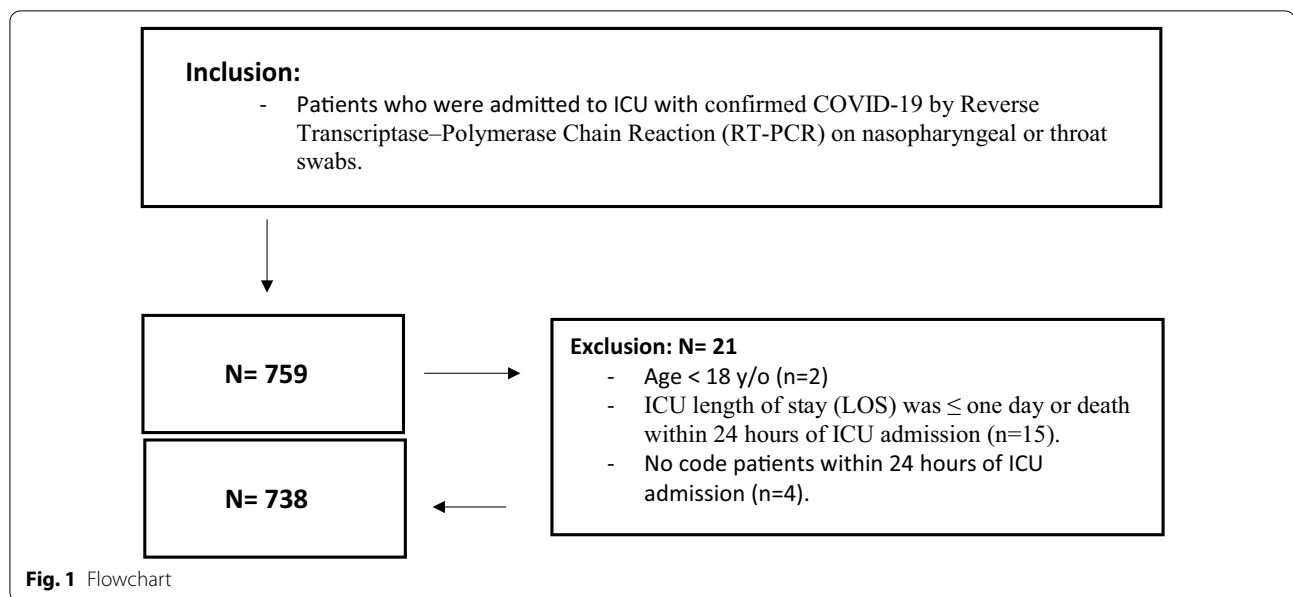 Inclusion:
- Patients who were admitted to ICU with confirmed COVID-19 by Reverse
Transcriptase–Polymerase Chain Reaction (RT-PCR) on nasopharyngeal or throat
swabs.
N= 759
Exclusion: N= 21
- Age < 18 y/o (n=2)
- ICU length of stay (LOS) was ≤ one day or death
within 24 hours of ICU admission (n=15).
- No code patients within 24 hours of ICU
admission (n=4).
N= 738
Fig. 1 Flowchart